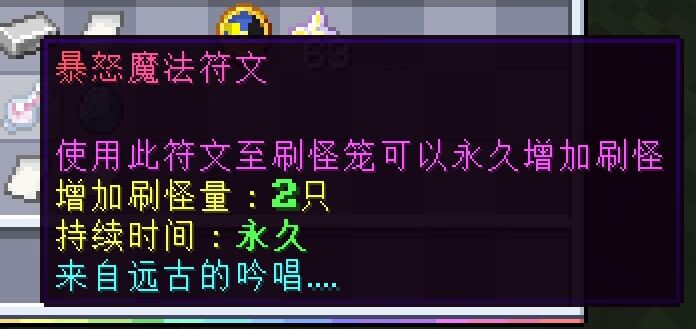 暴怒魔法符文
使用此符文至刷怪笼可以永久增加刷怪
增加刷怪量：2只
持续时间：永久
来自远古的吟唱....